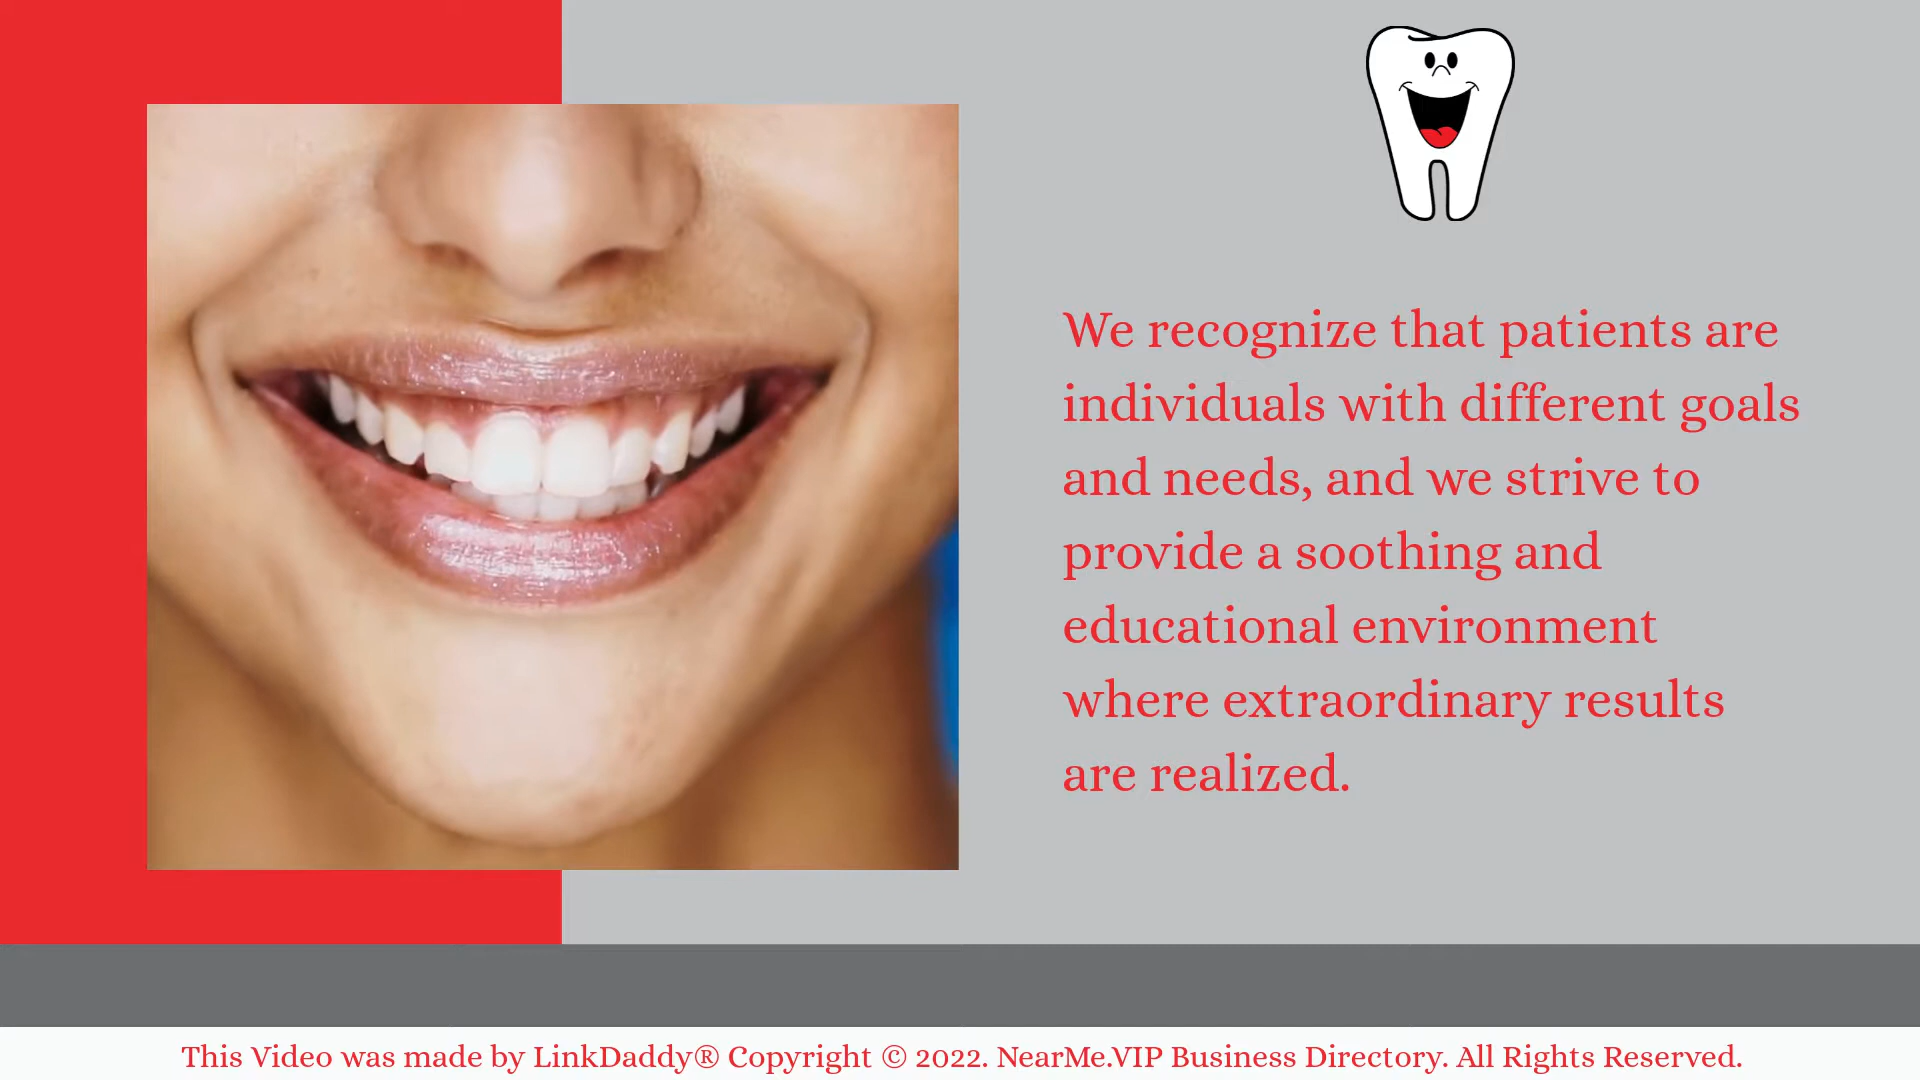 We recognize that patients are
individuals with different goals
and needs, and we strive to
provide a soothing and
educational environment
where extraordinary results
are realized.
This Video was made by LinkDaddy® Copyright © 2022. NearMe.VIP Business Directory. All Rights Reserved.